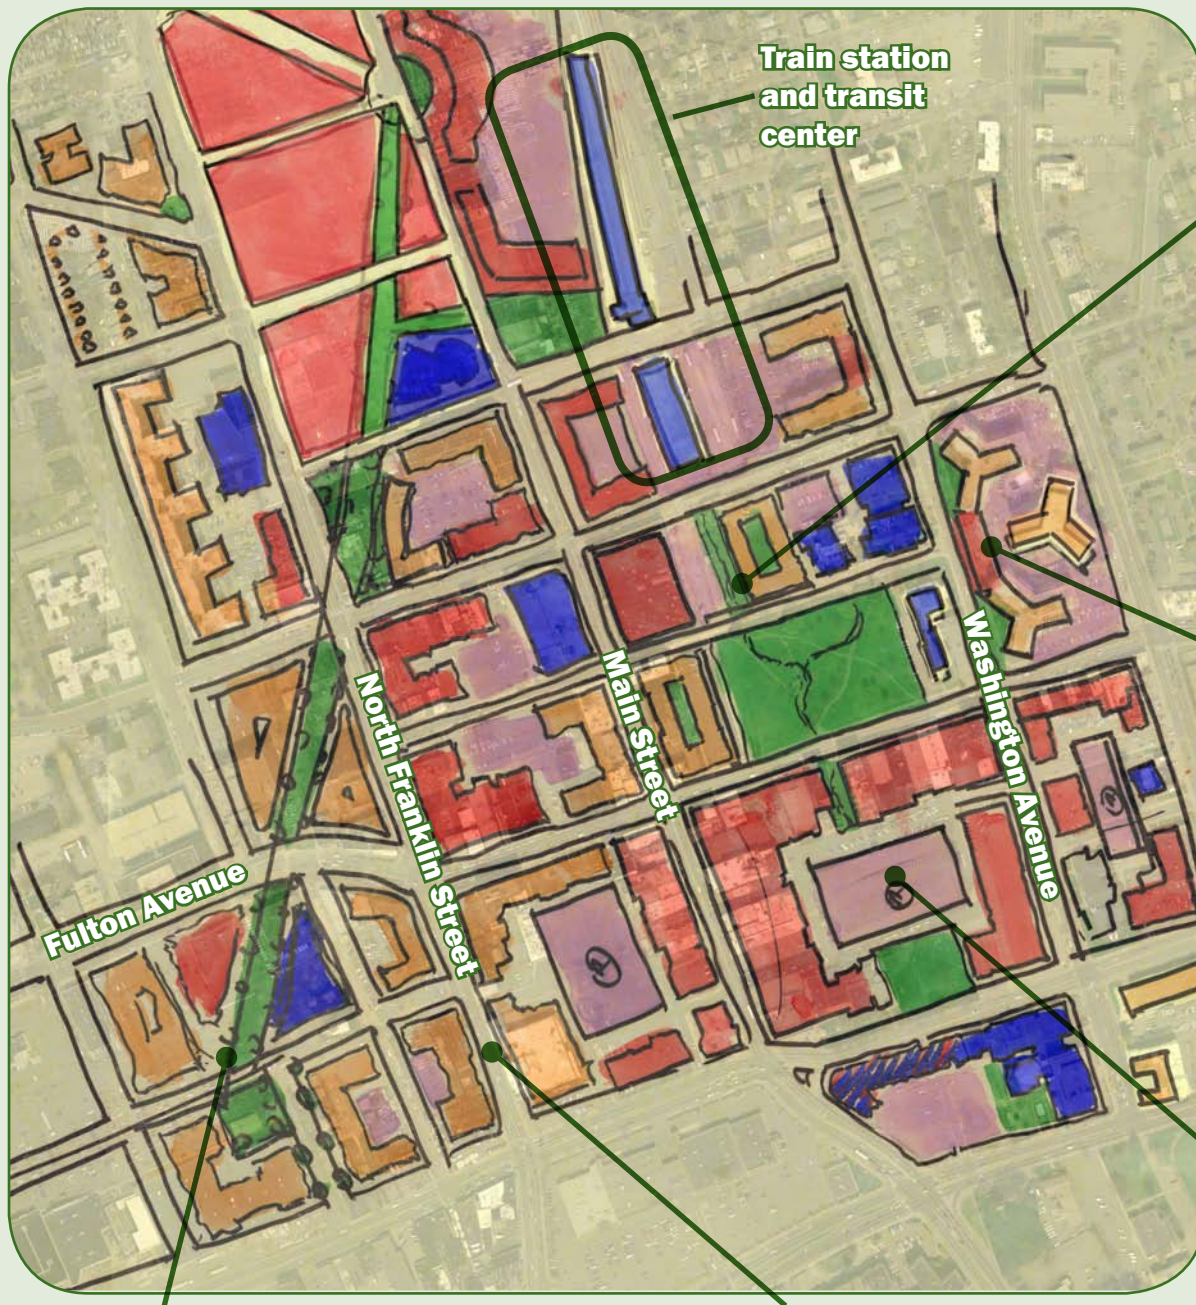 Train station
and transit
center
North Franklin Street
Main Street
Washington Avenue
Fulton Avenue